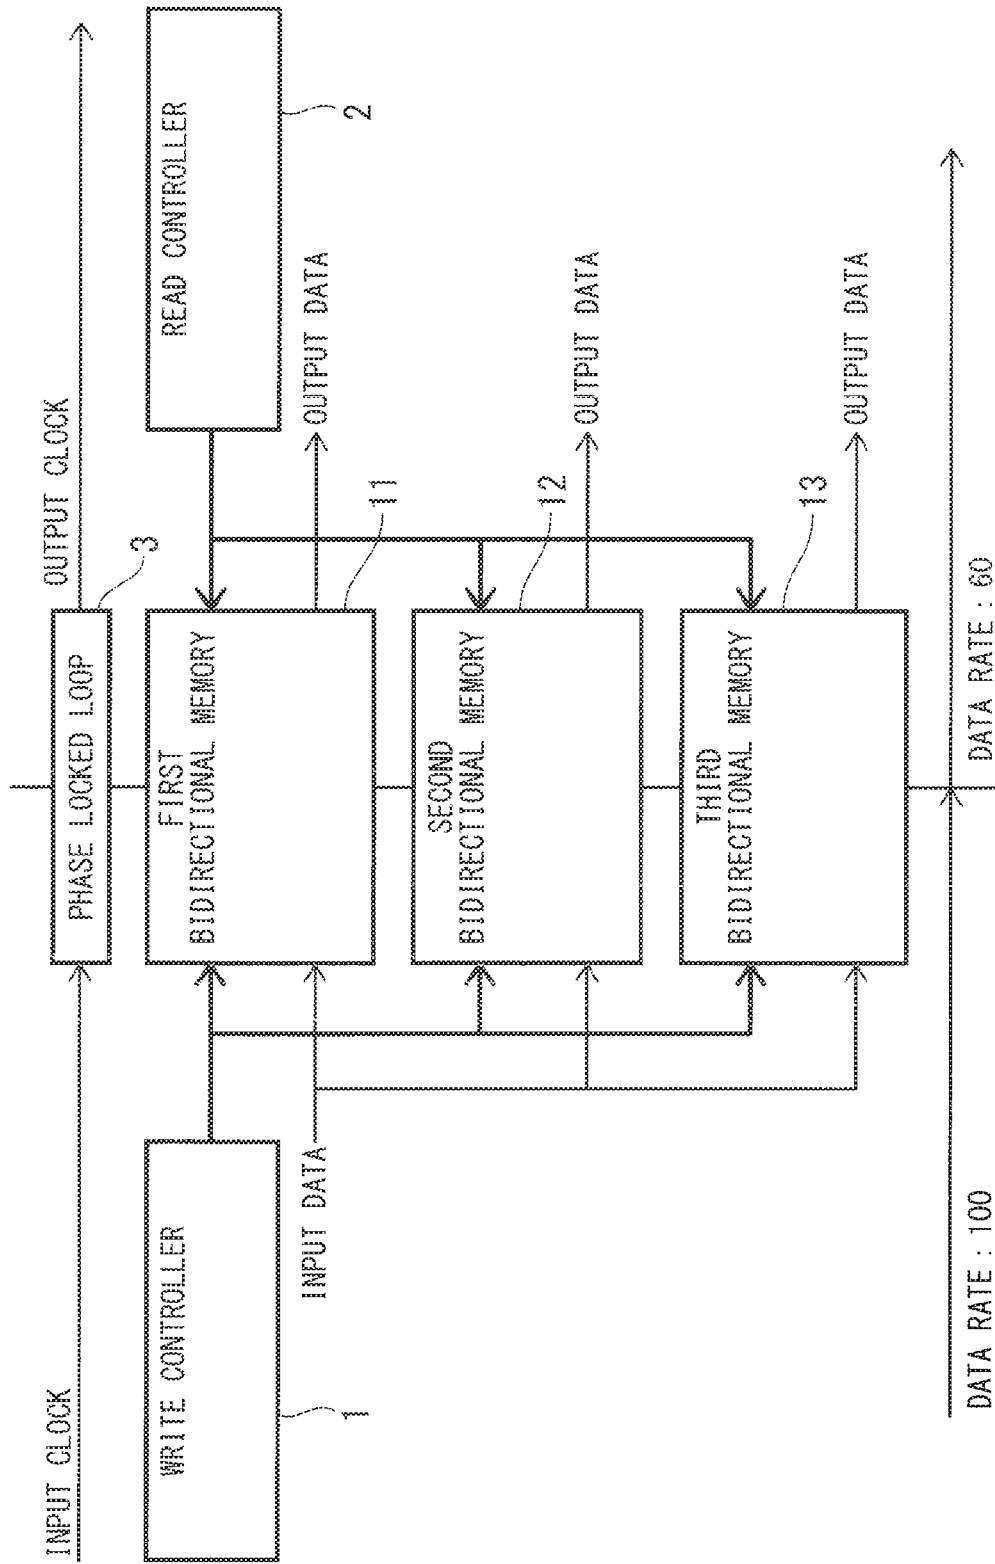 INPUT CLOCK
PHASE LOCKED LOOP
3
OUTPUT CLOCK
WRITE CONTROLLER
1
FIRST
BIDIRECTIONAL MEMORY
11
READ CONTROLLER
2
INPUT DATA
OUTPUT DATA
SECOND
BIDIRECTIONAL MEMORY
12
OUTPUT DATA
THIRD
BIDIRECTIONAL MEMORY
13
OUTPUT DATA
DATA RATE : 100
DATA RATE : 60